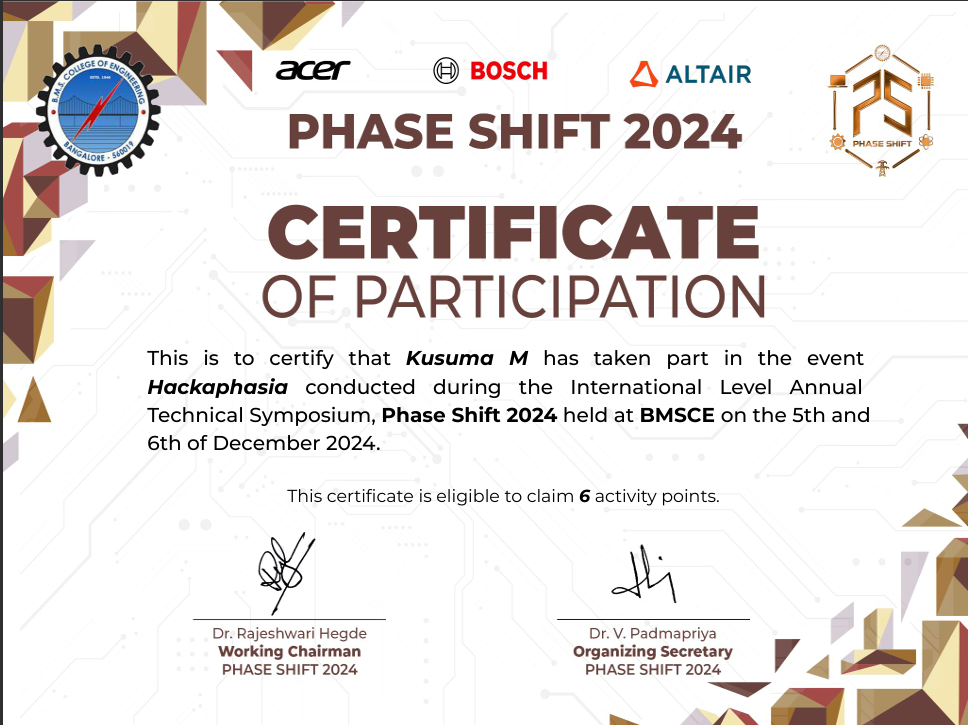 acer
BOSCH
ALTAIR
B.M.S. COLLEGE OF ENGINEERING
ESTD. 1946
BANGALORE - 560019
PS
PHASE SHIFT
PHASE SHIFT 2024
CERTIFICATE
OF PARTICIPATION
This is to certify that Kusuma M has taken part in the event
Hackaphasia conducted during the International Level Annual
Technical Symposium, Phase Shift 2024 held at BMSCE on the 5th and
6th of December 2024.
This certificate is eligible to claim 6 activity points.
Dr. Rajeshwari Hegde
Working Chairman
PHASE SHIFT 2024
Dr. V. Padmapriya
Organizing Secretary
PHASE SHIFT 2024